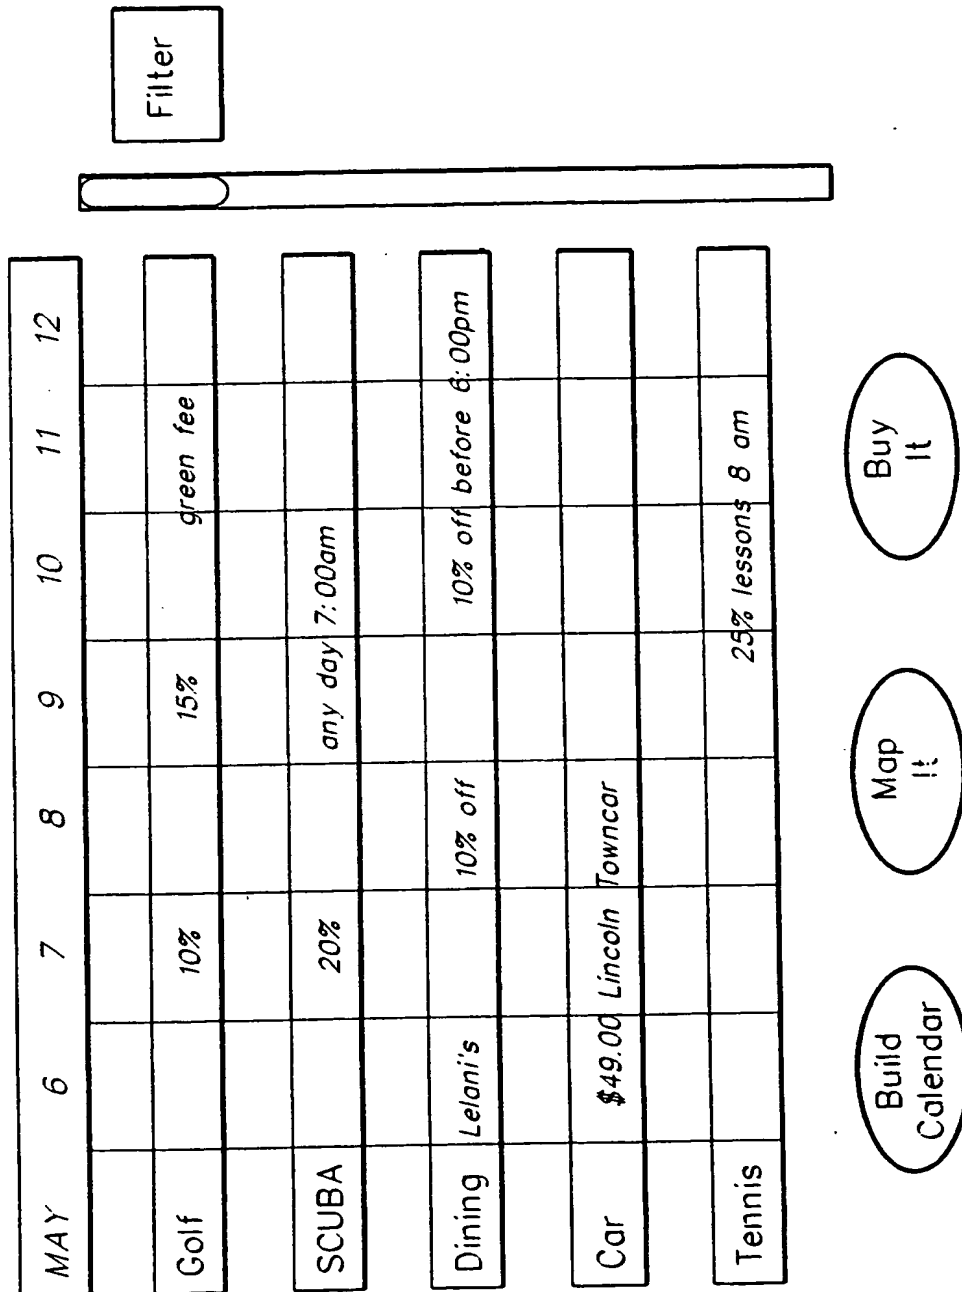 MAY 6 7 8 9 10 11 12
Golf 10% 15% green fee
SCUBA 20% any day 7:00am
Dining Lelani's 10% off 10% off before 6:00pm
Car $49.00 Lincoln Towncar
Tennis 25% lessons 8 am
Filter
Build
Calendar
Map
It
Buy
It